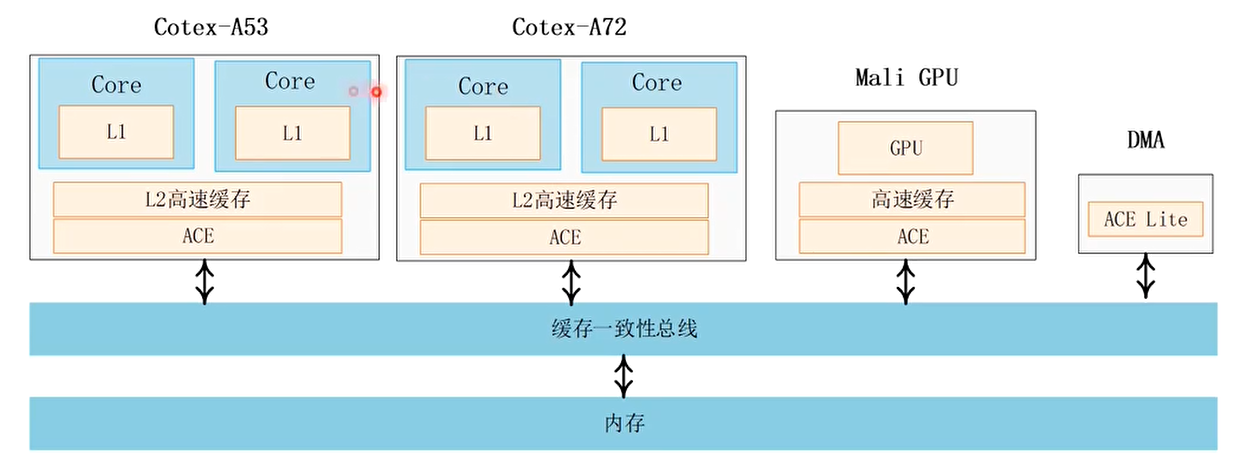 Cotex-A53
Cotex-A72
Mali GPU
DMA
Core
L1
Core
L1
L2高速缓存
ACE
Core
L1
Core
L1
L2高速缓存
ACE
GPU
高速缓存
ACE
ACE Lite
缓存一致性总线
内存